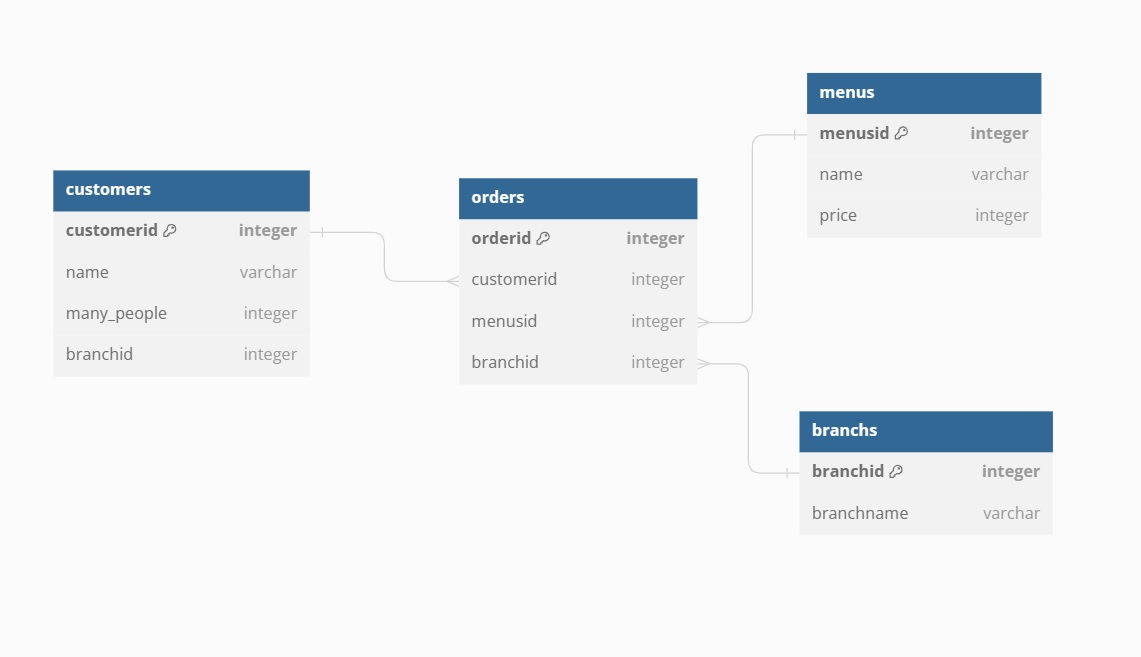 customers
customerid integer
name varchar
many_people integer
branchid integer
orders
orderid integer
customerid integer
menusid integer
branchid integer
menus
menusid integer
name varchar
price integer
branchs
branchid integer
branchname varchar